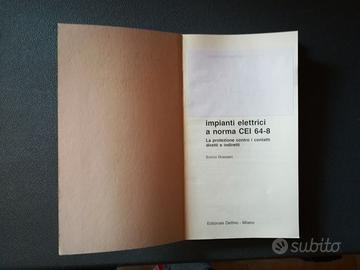 impianti elettrici
a norma CEI 64-8
La protezione contro i contatti
diretti e indiretti
Editoriale Delfino - Milano
subito